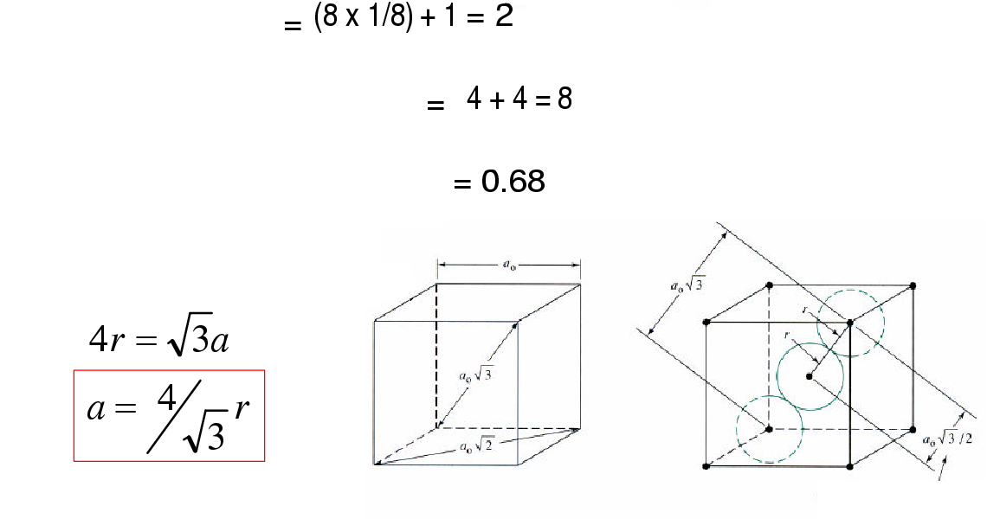 = (8 x 1/8) + 1 = 2
= 4 + 4 = 8
= 0.68
4r = √3a
a = 4/√3 r
a₀
a₀√3
a₀√2
a₀√3
r
r
a₀√3/2